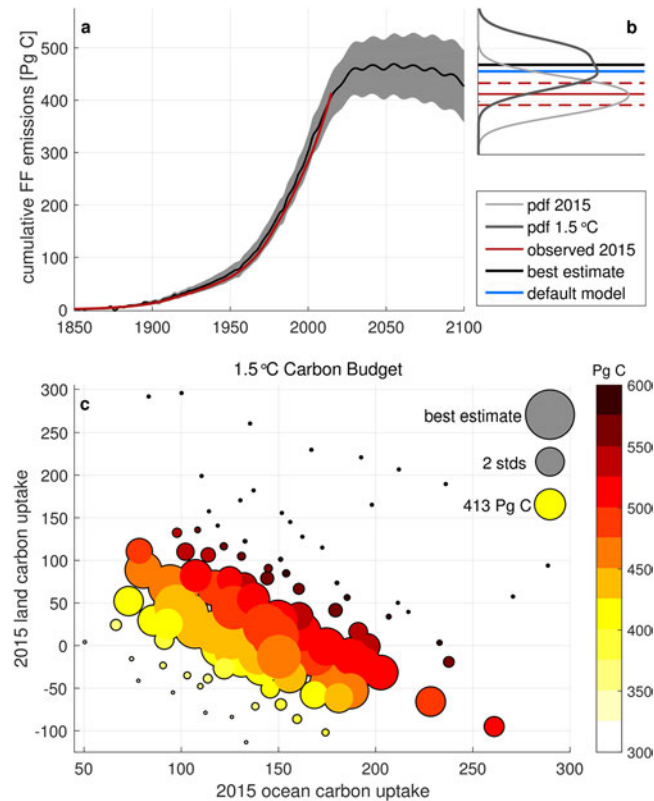 a
b
cumulative FF emissions [Pg C]
500
400
300
200
100
0
1850
1900
1950
2000
2050
2100
pdf 2015
pdf 1.5 °C
observed 2015
best estimate
default model
1.5 °C Carbon Budget
Pg C
c
2015 land carbon uptake
300
250
200
150
100
50
0
-50
-100
best estimate
2 stds
413 Pg C
6000
5500
5000
4500
4000
3500
3000
50
100
150
200
250
300
2015 ocean carbon uptake